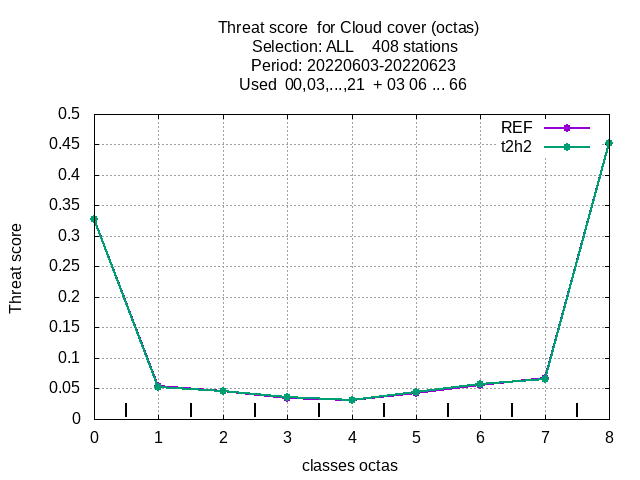 Threat score  for Cloud cover (octas)
Selection: ALL    408 stations
Period: 20220603-20220623
Used  00,03,...,21  + 03 06 ... 66
REF
t2h2
0.5
0.45
0.4
0.35
0.3
0.25
0.2
0.15
0.1
0.05
0
Threat score
0 1 2 3 4 5 6 7 8
classes octas